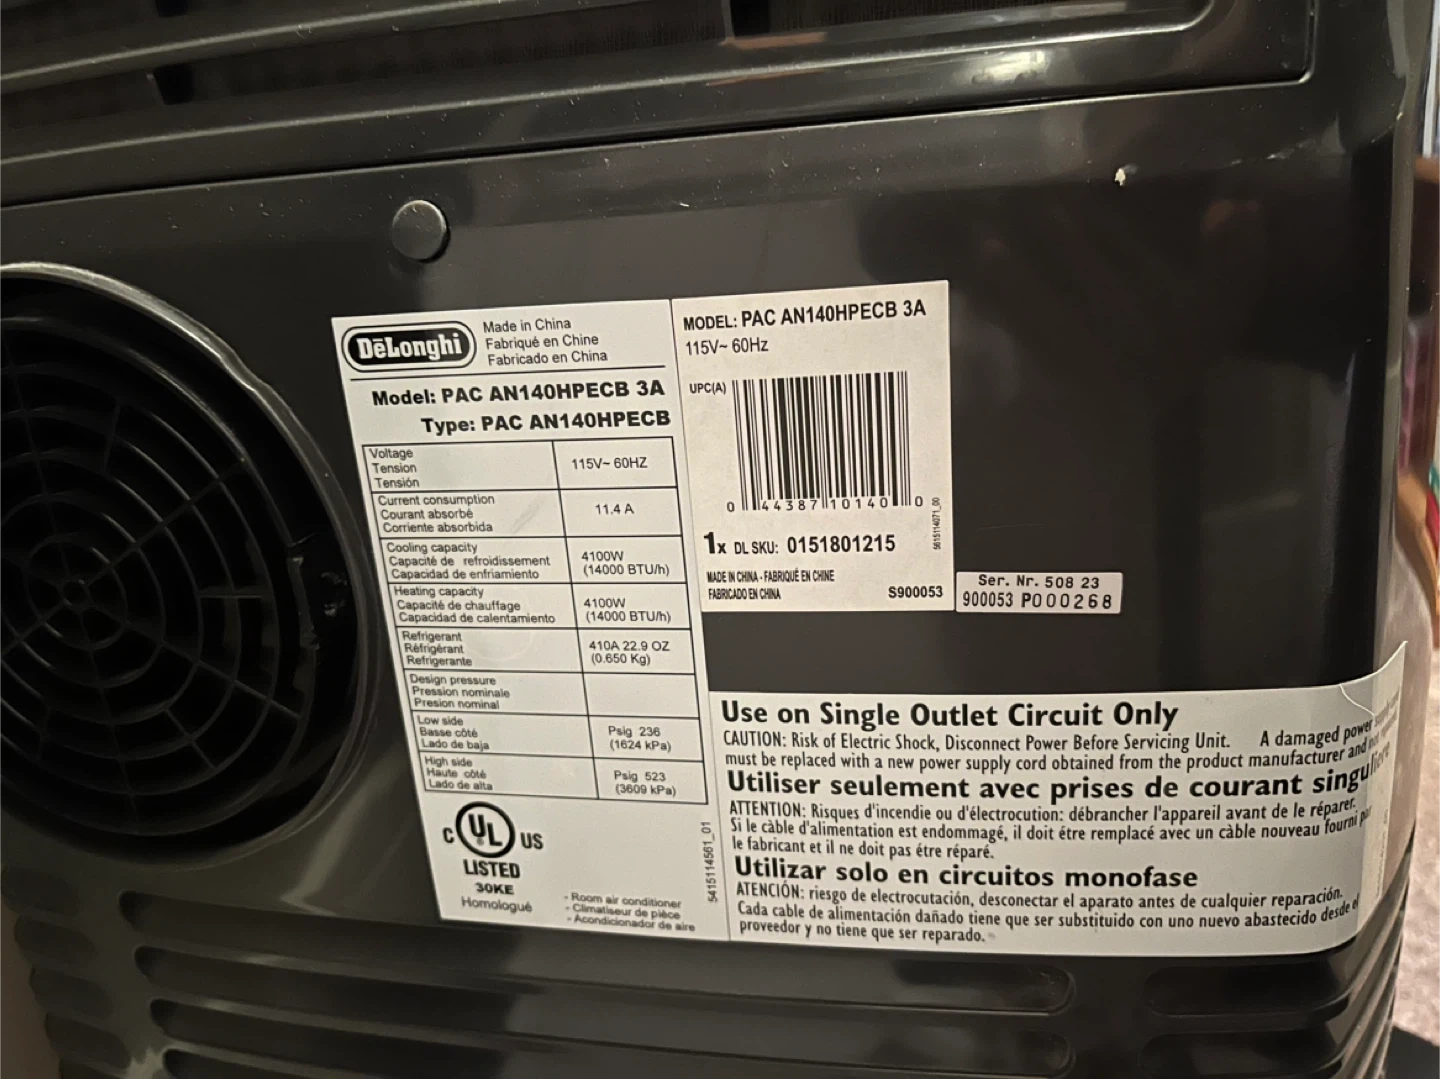 DēLonghi
Made in China
Fabriqué en Chine
Fabricado en China
Model: PAC AN140HPECB 3A
Type: PAC AN140HPECB
Voltage
Tension
Tensión
115V~ 60HZ
Current consumption
Courant absorbé
Corriente absorbida
11.4 A
Cooling capacity
Capacité de refroidissement
Capacidad de enfriamiento
4100W
(14000 BTU/h)
Heating capacity
Capacité de chauffage
Capacidad de calentamiento
4100W
(14000 BTU/h)
Refrigerant
Réfrigérant
Refrigerante
410A 22.9 OZ
(0.650 Kg)
Design pressure
Pression nominale
Presion nominal
Low side
Basse côté
Lado de baja
Psig 236
(1624 kPa)
High side
Haute côté
Lado de alta
Psig 523
(3609 kPa)
C UL US
LISTED
30KE
Homologué
- Room air conditioner
- Climatiseur de pièce
- Acondicionador de aire
5415114561_01
MODEL: PAC AN140HPECB 3A
115V~ 60Hz
UPC(A)
0 44387 10140 0
5615114071_00
1x DL SKU: 0151801215
MADE IN CHINA - FABRIQUÉ EN CHINE
FABRICADO EN CHINA
S900053
Ser. Nr. 508 23
900053 P000268
Use on Single Outlet Circuit Only
CAUTION: Risk of Electric Shock, Disconnect Power Before Servicing Unit. A damaged power
must be replaced with a new power supply cord obtained from the product manufacturer and not
Utiliser seulement avec prises de courant singulière
ATTENTION: Risques d'incendie ou d'électrocution: débrancher l'appareil avant de le réparer.
Si le càble d'alimentation est endommagé, il doit étre remplacé avec un càble nouveau fourni par
le fabricant et il ne doit pas étre réparé.
Utilizar solo en circuitos monofase
ATENCIÓN: riesgo de electrocutación, desconectar el aparato antes de cualquier reparación.
Cada cable de alimentación dañado tiene que ser substituido con uno nuevo abastecido desde el
proveedor y no tiene que ser reparado.